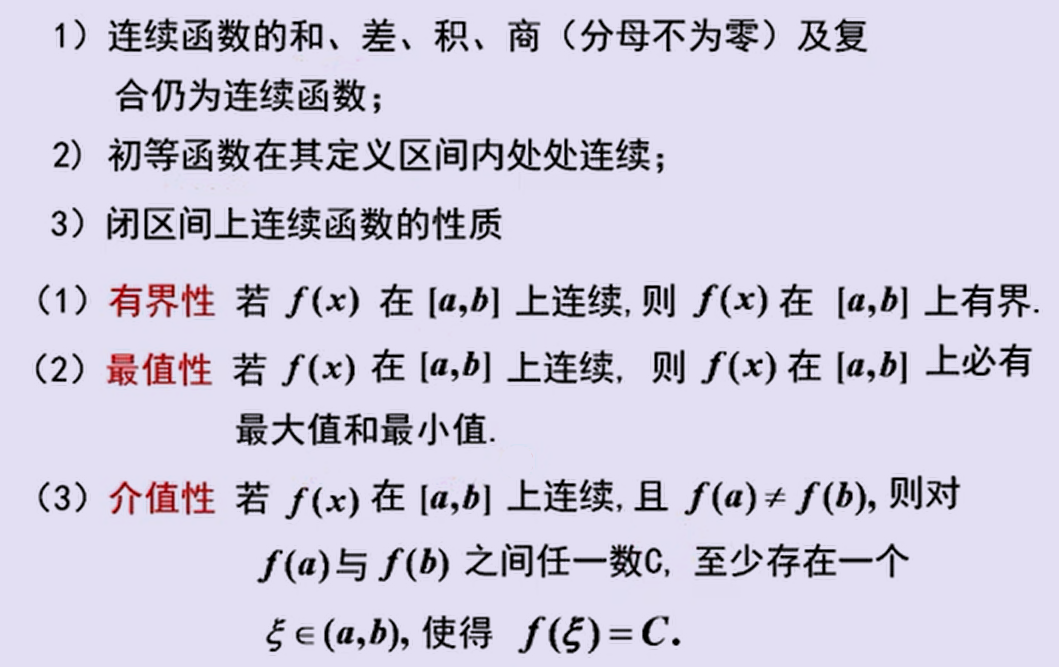 1）连续函数的和、差、积、商（分母不为零）及复
合仍为连续函数；
2）初等函数在其定义区间内处处连续；
3）闭区间上连续函数的性质
（1）有界性 若 f(x) 在 [a,b] 上连续,则 f(x) 在 [a,b] 上有界.
（2）最值性 若 f(x) 在 [a,b] 上连续, 则 f(x) 在 [a,b] 上必有
最大值和最小值.
（3）介值性 若 f(x) 在 [a,b] 上连续,且 f(a)≠f(b), 则对
f(a)与 f(b) 之间任一数C, 至少存在一个
ξ∈(a,b), 使得 f(ξ)=C.